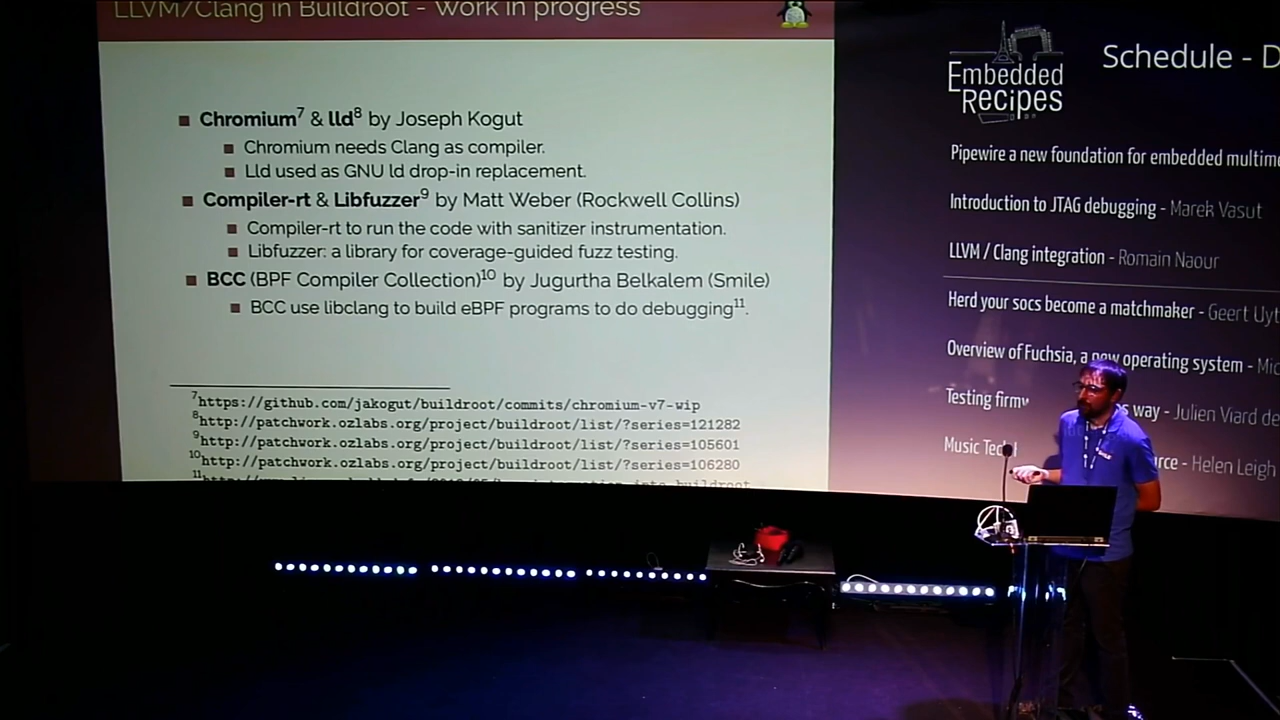 LLVM/Clang in Buildroot - Work in progress
■ Chromium⁷ & lld⁸ by Joseph Kogut
■ Chromium needs Clang as compiler.
■ Lld used as GNU ld drop-in replacement.
■ Compiler-rt & Libfuzzer⁹ by Matt Weber (Rockwell Collins)
■ Compiler-rt to run the code with sanitizer instrumentation.
■ Libfuzzer: a library for coverage-guided fuzz testing.
■ BCC (BPF Compiler Collection)¹⁰ by Jugurtha Belkalem (Smile)
■ BCC use libclang to build eBPF programs to do debugging¹¹.
⁷https://github.com/jakogut/buildroot/commits/chromium-v7-wip
⁸http://patchwork.ozlabs.org/project/buildroot/list/?series=121282
⁹http://patchwork.ozlabs.org/project/buildroot/list/?series=105601
¹⁰http://patchwork.ozlabs.org/project/buildroot/list/?series=106280
11
Embedded
Recipes
Schedule - D
Pipewire a new foundation for embedded multime
Introduction to JTAG debugging - Marek Vasut
LLVM / Clang integration - Romain Naour
Herd your socs become a matchmaker - Geert Uyt
Overview of Fuchsia, a new operating system - Mic
Testing firmw s way - Julien Viard de
Music Tec rce - Helen Leigh